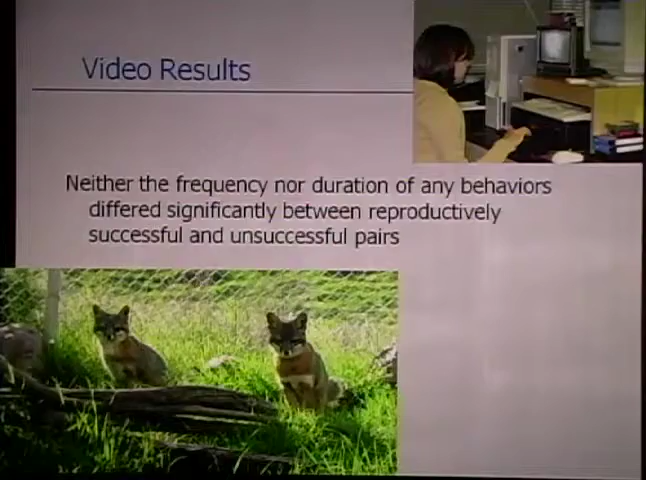 Video Results
Neither the frequency nor duration of any behaviors
differed significantly between reproductively
successful and unsuccessful pairs